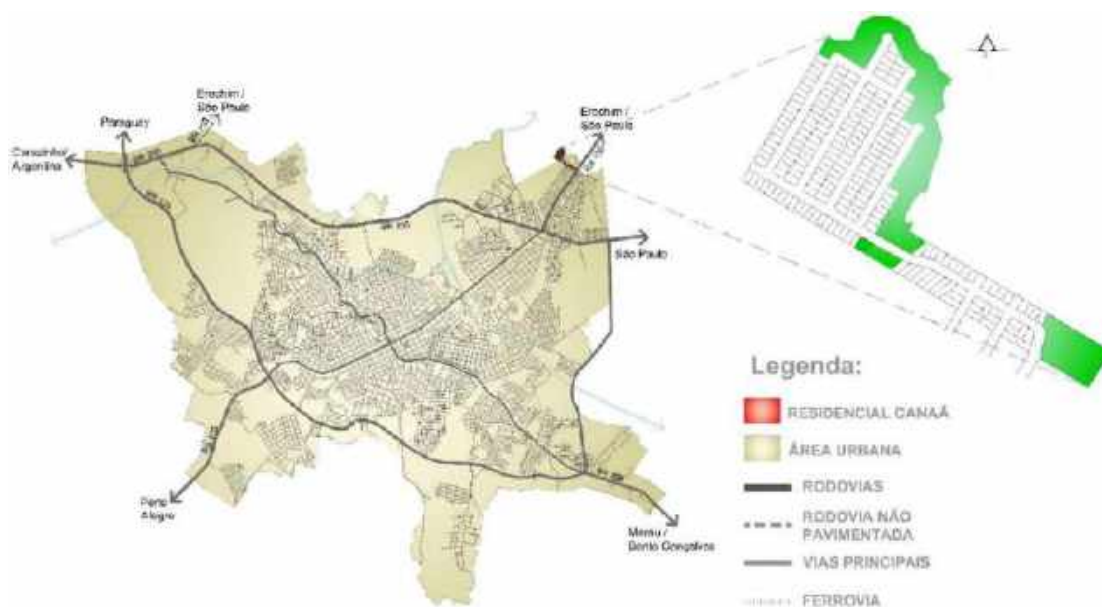 Erechim /
São Paulo
Paraguay
Carazinho/
Argentina
Erechim /
São Paulo
São Paulo
Porto
Alegre
Marau /
Bento Gonçalves
Legenda:
RESIDENCIAL CANAÃ
ÁREA URBANA
RODOVIAS
RODOVIA NÃO
PAVIMENTADA
VIAS PRINCIPAIS
FERROVIA